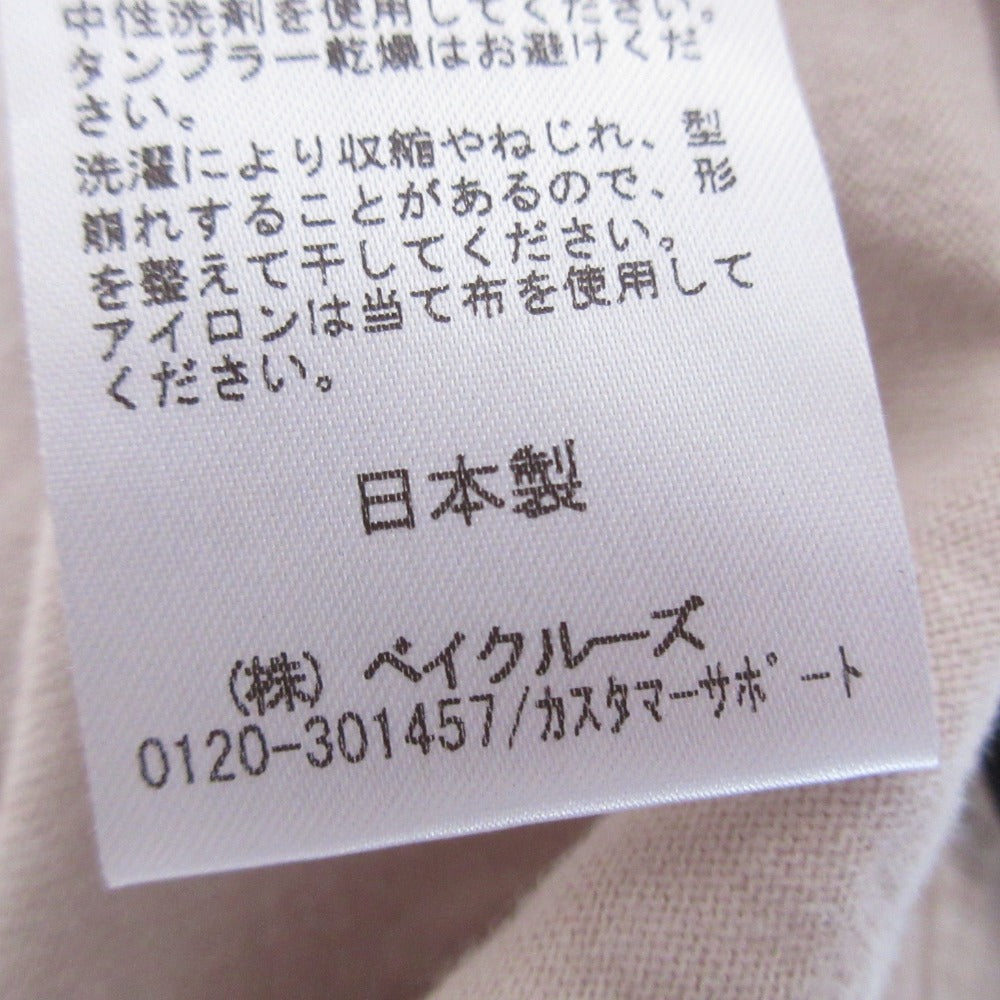 中性洗剤を使用してください。
タンブラー乾燥はお避けくだ
さい。
洗濯により収縮やねじれ、型
崩れすることがあるので、形
を整えて干してください。
アイロンは当て布を使用して
ください。
日本製
(株) ベイクルーズ
0120-301457/カスタマーサポート